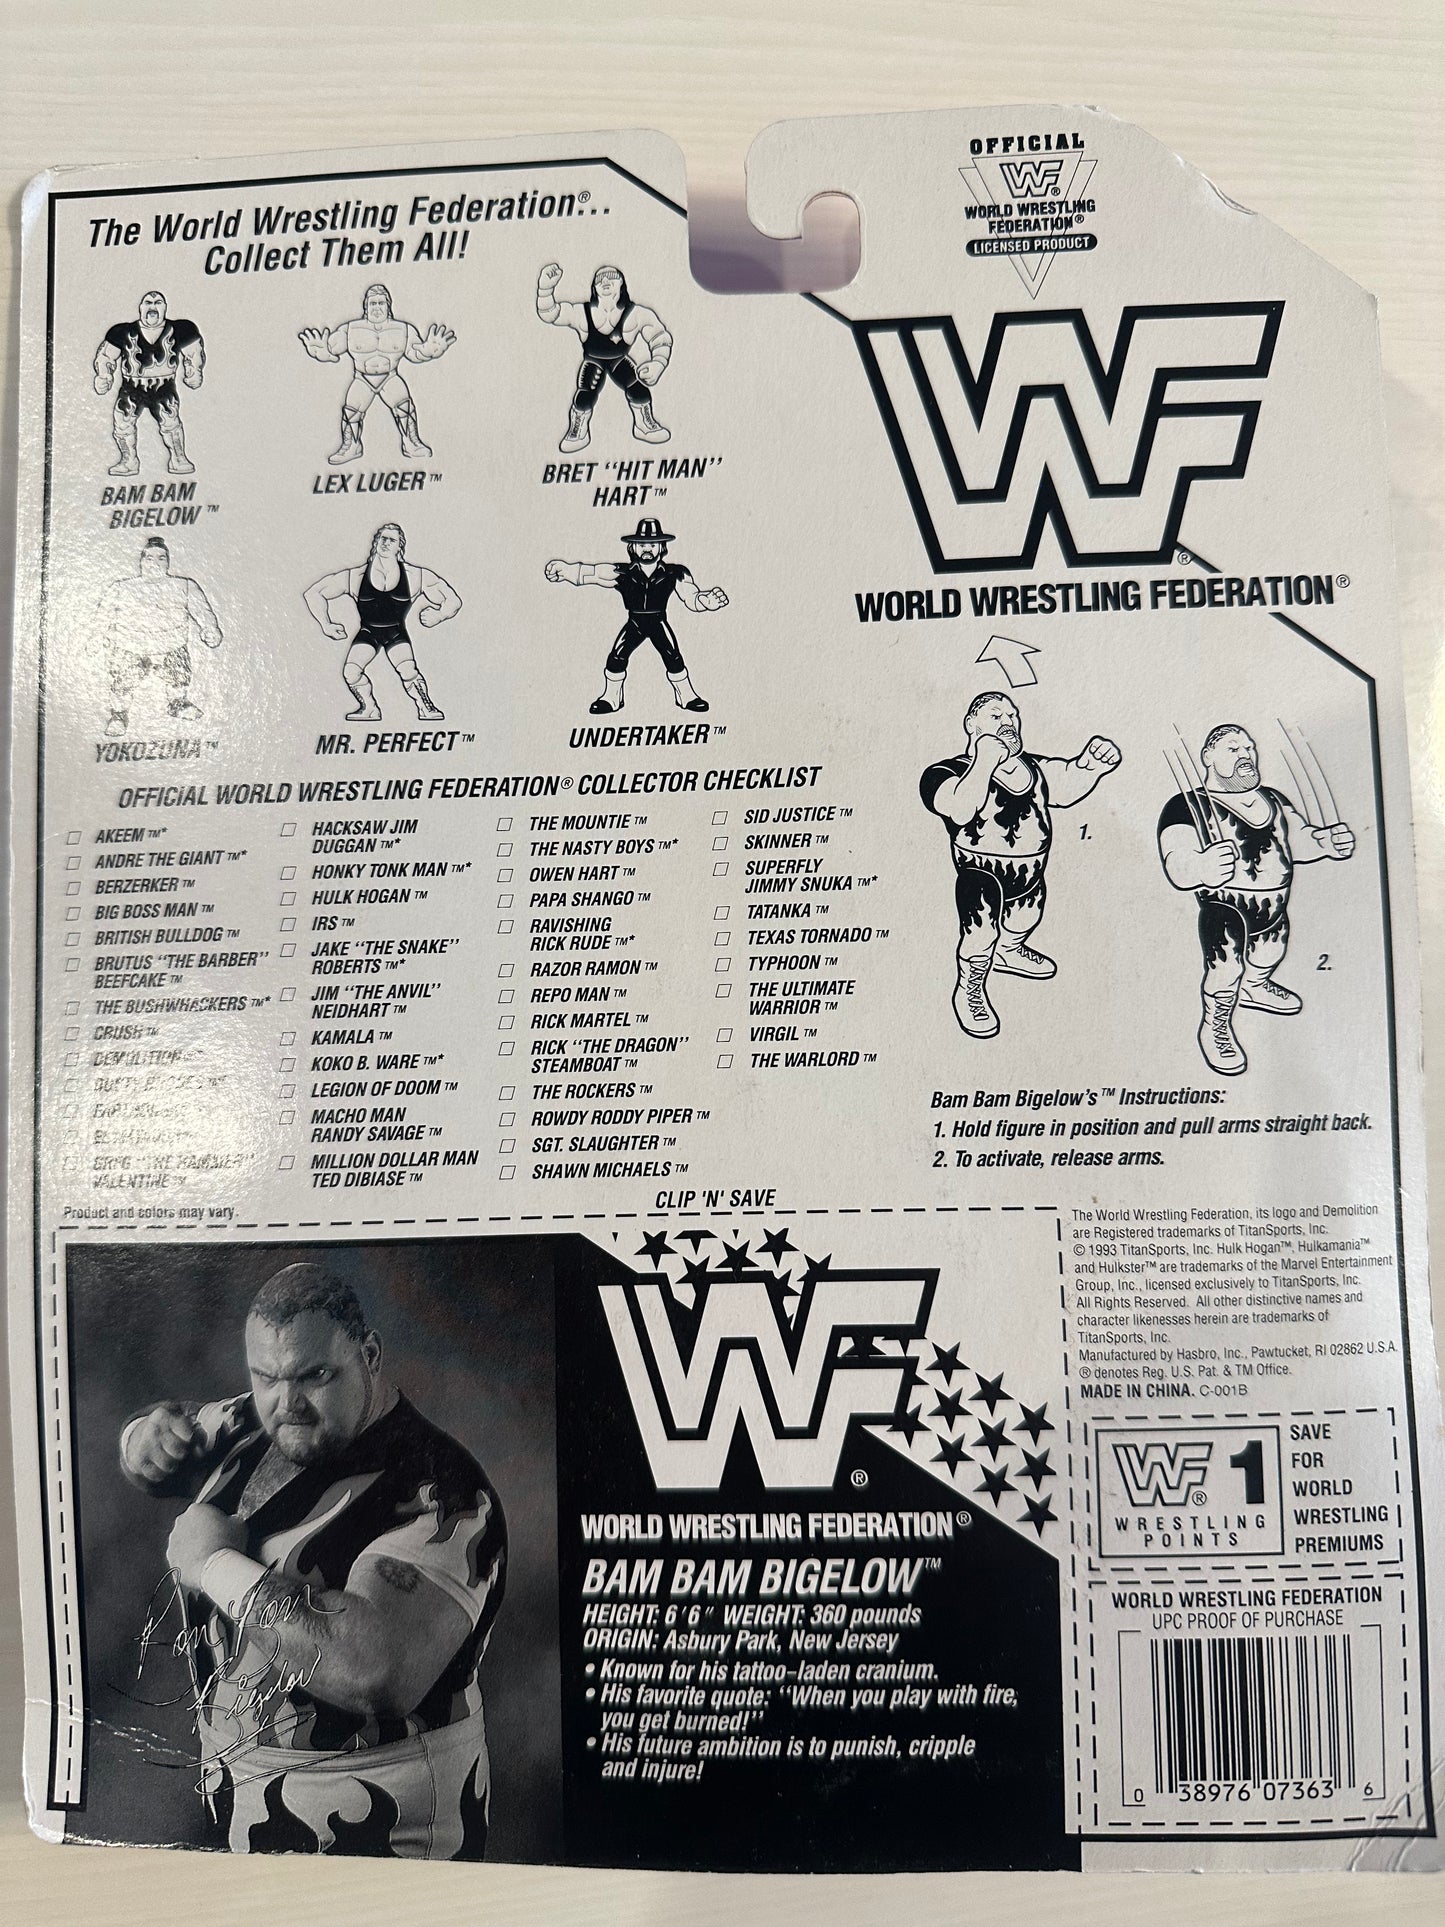 OFFICIAL
WF®
WORLD WRESTLING
FEDERATION®
LICENSED PRODUCT
The World Wrestling Federation®...
Collect Them All!
BAM BAM
BIGELOW™
LEX LUGER™
BRET "HIT MAN"
HART™
YOKOZUNA™
MR. PERFECT™
UNDERTAKER™
WF®
WORLD WRESTLING FEDERATION®
OFFICIAL WORLD WRESTLING FEDERATION® COLLECTOR CHECKLIST
AKEEM™*
ANDRE THE GIANT™*
BERZERKER™
BIG BOSS MAN™
BRITISH BULLDOG™
BRUTUS "THE BARBER"
BEEFCAKE™
THE BUSHWHACKERS™*
CRUSH™
DEMOLITION
DUSTY RHODES
GREG "THE HAMMER"
VALENTINE™
HACKSAW JIM
DUGGAN™*
HONKY TONK MAN™*
HULK HOGAN™
IRS™
JAKE "THE SNAKE"
ROBERTS™*
JIM "THE ANVIL"
NEIDHART™
KAMALA™
KOKO B. WARE™*
LEGION OF DOOM™
MACHO MAN
RANDY SAVAGE™
MILLION DOLLAR MAN
TED DIBIASE™
THE MOUNTIE™
THE NASTY BOYS™*
OWEN HART™
PAPA SHANGO™
RAVISHING
RICK RUDE™*
RAZOR RAMON™
REPO MAN™
RICK MARTEL™
RICK "THE DRAGON"
STEAMBOAT™
THE ROCKERS™
ROWDY RODDY PIPER™
SGT. SLAUGHTER™
SHAWN MICHAELS™
SID JUSTICE™
SKINNER™
SUPERFLY
JIMMY SNUKA™*
TATANKA™
TEXAS TORNADO™
TYPHOON™
THE ULTIMATE
WARRIOR™
VIRGIL™
THE WARLORD™
Product and colors may vary.
1.
2.
Bam Bam Bigelow's™ Instructions:
1. Hold figure in position and pull arms straight back.
2. To activate, release arms.
CLIP 'N' SAVE
WF®
WORLD WRESTLING FEDERATION®
BAM BAM BIGELOW™
HEIGHT: 6'6" WEIGHT: 360 pounds
ORIGIN: Asbury Park, New Jersey
• Known for his tattoo-laden cranium.
• His favorite quote: "When you play with fire,
you get burned!"
• His future ambition is to punish, cripple
and injure!
The World Wrestling Federation, its logo and Demolition
are Registered trademarks of TitanSports, Inc.
© 1993 TitanSports, Inc. Hulk Hogan™, Hulkamania™
and Hulkster™ are trademarks of the Marvel Entertainment
Group, Inc., licensed exclusively to TitanSports, Inc.
All Rights Reserved. All other distinctive names and
character likenesses herein are trademarks of
TitanSports, Inc.
Manufactured by Hasbro, Inc., Pawtucket, RI 02862 U.S.A.
® denotes Reg. U.S. Pat. & TM Office.
MADE IN CHINA. C-001B
WF® 1
WRESTLING
POINTS
SAVE
FOR
WORLD
WRESTLING
PREMIUMS
WORLD WRESTLING FEDERATION
UPC PROOF OF PURCHASE
0 38976 07363 6